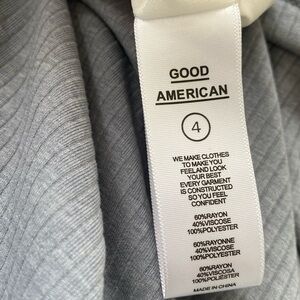 GOOD
AMERICAN
4
WE MAKE CLOTHES
TO MAKE YOU
FEELAND LOOK
YOUR BEST
EVERY GARMENT
IS CONSTRUCTED
SO YOU FEEL
CONFIDENT
60%RAYON
40%VISCOSE
100%POLYESTER
60%RAYONNE
40%VISCOSE
100%POLYESTER
60%RAYON
40%VISCOSA
100%POLIESTER
MADE IN CHINA